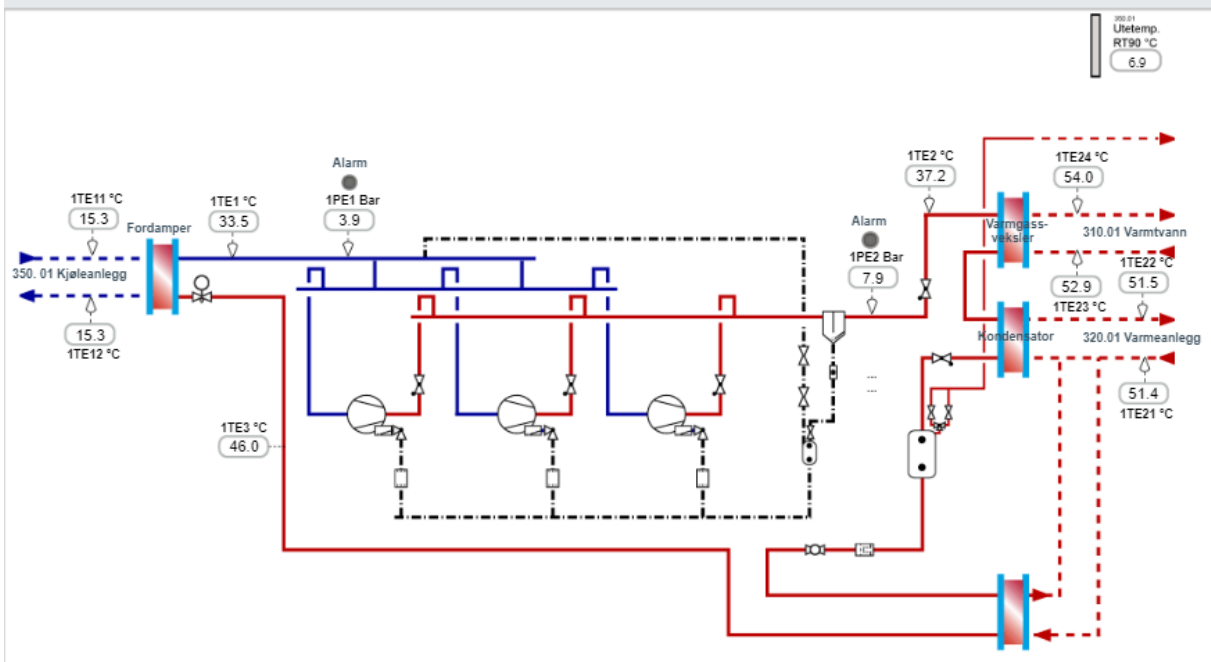 350.01
Utetemp.
RT90 °C
6.9
Alarm
1PE1 Bar
3.9
1TE11 °C
15.3
1TE1 °C
33.5
Fordamper
350. 01 Kjøleanlegg
15.3
1TE12 °C
1TE3 °C
46.0
Alarm
1PE2 Bar
7.9
---
---
1TE2 °C
37.2
1TE24 °C
54.0
Varmgass-
veksler
310.01 Varmtvann
52.9
1TE23 °C
1TE22 °C
51.5
Kondensator
320.01 Varmeanlegg
51.4
1TE21 °C